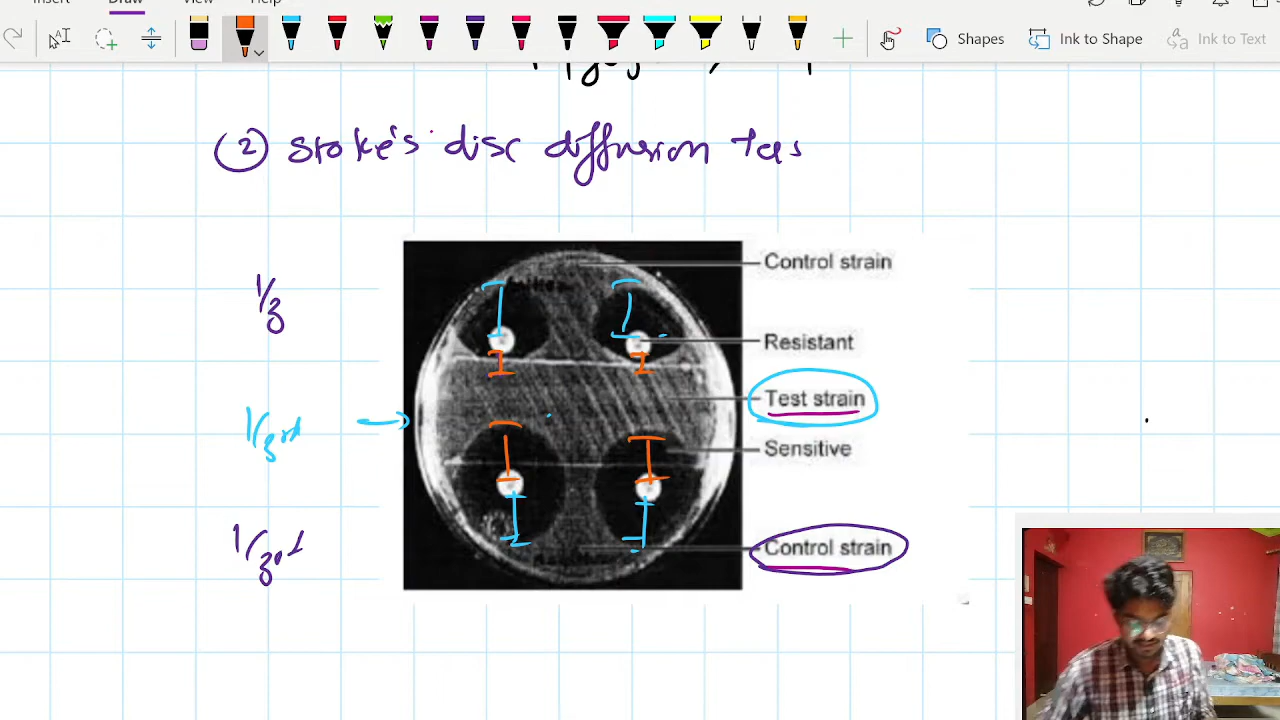 Insert Draw View Help
Shapes Ink to Shape Ink to Text
(2) Stoke's disc diffusion Tes
Control strain
1/3
Resistant
Test strain
1/3rd
Sensitive
1/3rd
Control strain